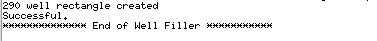 290 well rectangle created
Successful.
************** End of Well Filler ***********